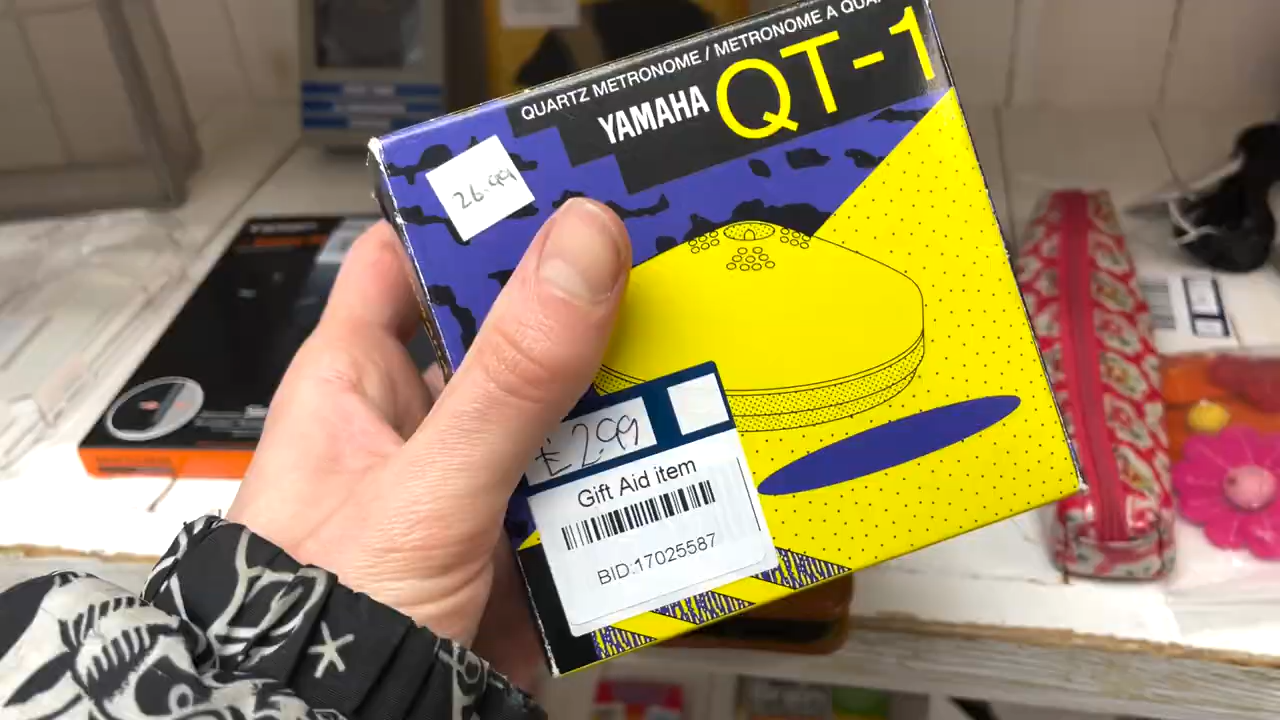 QUARTZ METRONOME / METRONOME A QUA
YAMAHA QT-1
26.99
£2.99
Gift Aid item
BID:17025587